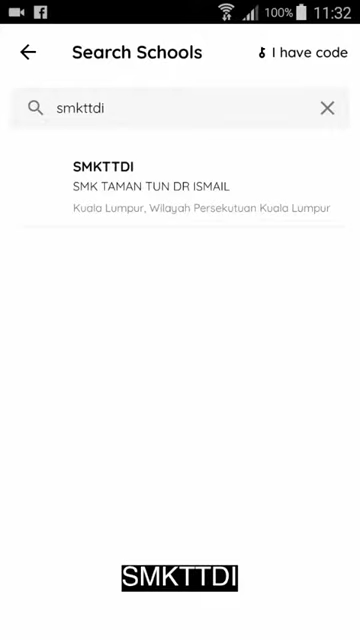 100% 11:32
Search Schools
I have code
smkttdi
SMKTTDI
SMK TAMAN TUN DR ISMAIL
Kuala Lumpur, Wilayah Persekutuan Kuala Lumpur
SMKTTDI